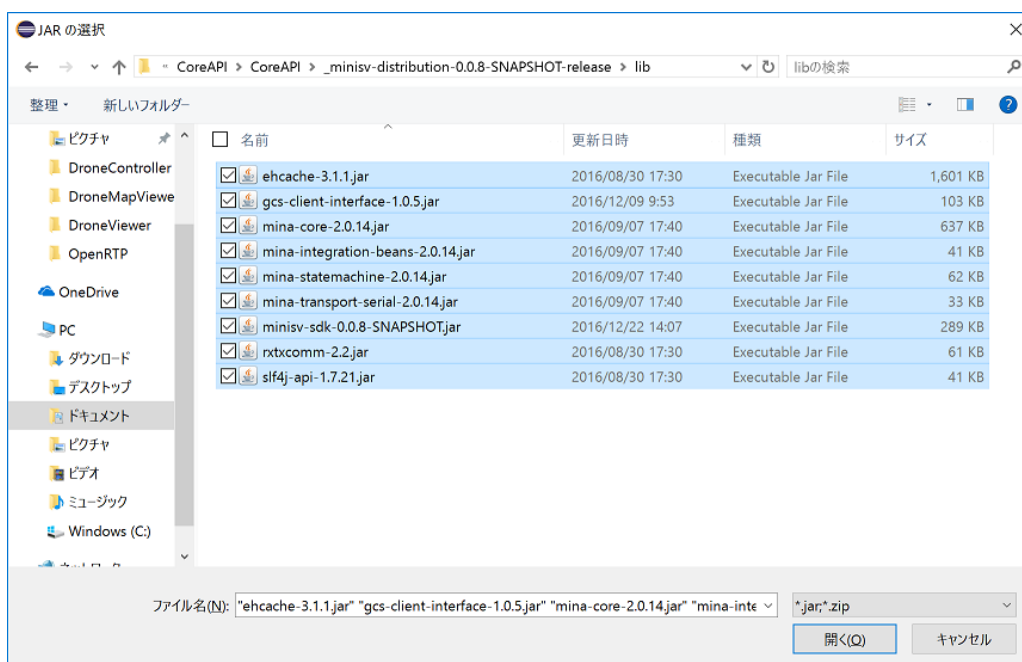 JAR の選択
« CoreAPI > CoreAPI > _minisv-distribution-0.0.8-SNAPSHOT-release > lib
libの検索
整理
新しいフォルダー
ピクチャ
DroneController
DroneMapViewe
DroneViewer
OpenRTP
OneDrive
PC
ダウンロード
デスクトップ
ドキュメント
ピクチャ
ビデオ
ミュージック
Windows (C:)
名前 更新日時 種類 サイズ
ehcache-3.1.1.jar 2016/08/30 17:30 Executable Jar File 1,601 KB
gcs-client-interface-1.0.5.jar 2016/12/09 9:53 Executable Jar File 103 KB
mina-core-2.0.14.jar 2016/09/07 17:40 Executable Jar File 637 KB
mina-integration-beans-2.0.14.jar 2016/09/07 17:40 Executable Jar File 41 KB
mina-statemachine-2.0.14.jar 2016/09/07 17:40 Executable Jar File 62 KB
mina-transport-serial-2.0.14.jar 2016/09/07 17:40 Executable Jar File 33 KB
minisv-sdk-0.0.8-SNAPSHOT.jar 2016/12/22 14:07 Executable Jar File 289 KB
rxtxcomm-2.2.jar 2016/08/30 17:30 Executable Jar File 61 KB
slf4j-api-1.7.21.jar 2016/08/30 17:30 Executable Jar File 41 KB
ファイル名(N): "ehcache-3.1.1.jar" "gcs-client-interface-1.0.5.jar" "mina-core-2.0.14.jar" "mina-inte
*.jar;*.zip
開く(O)
キャンセル